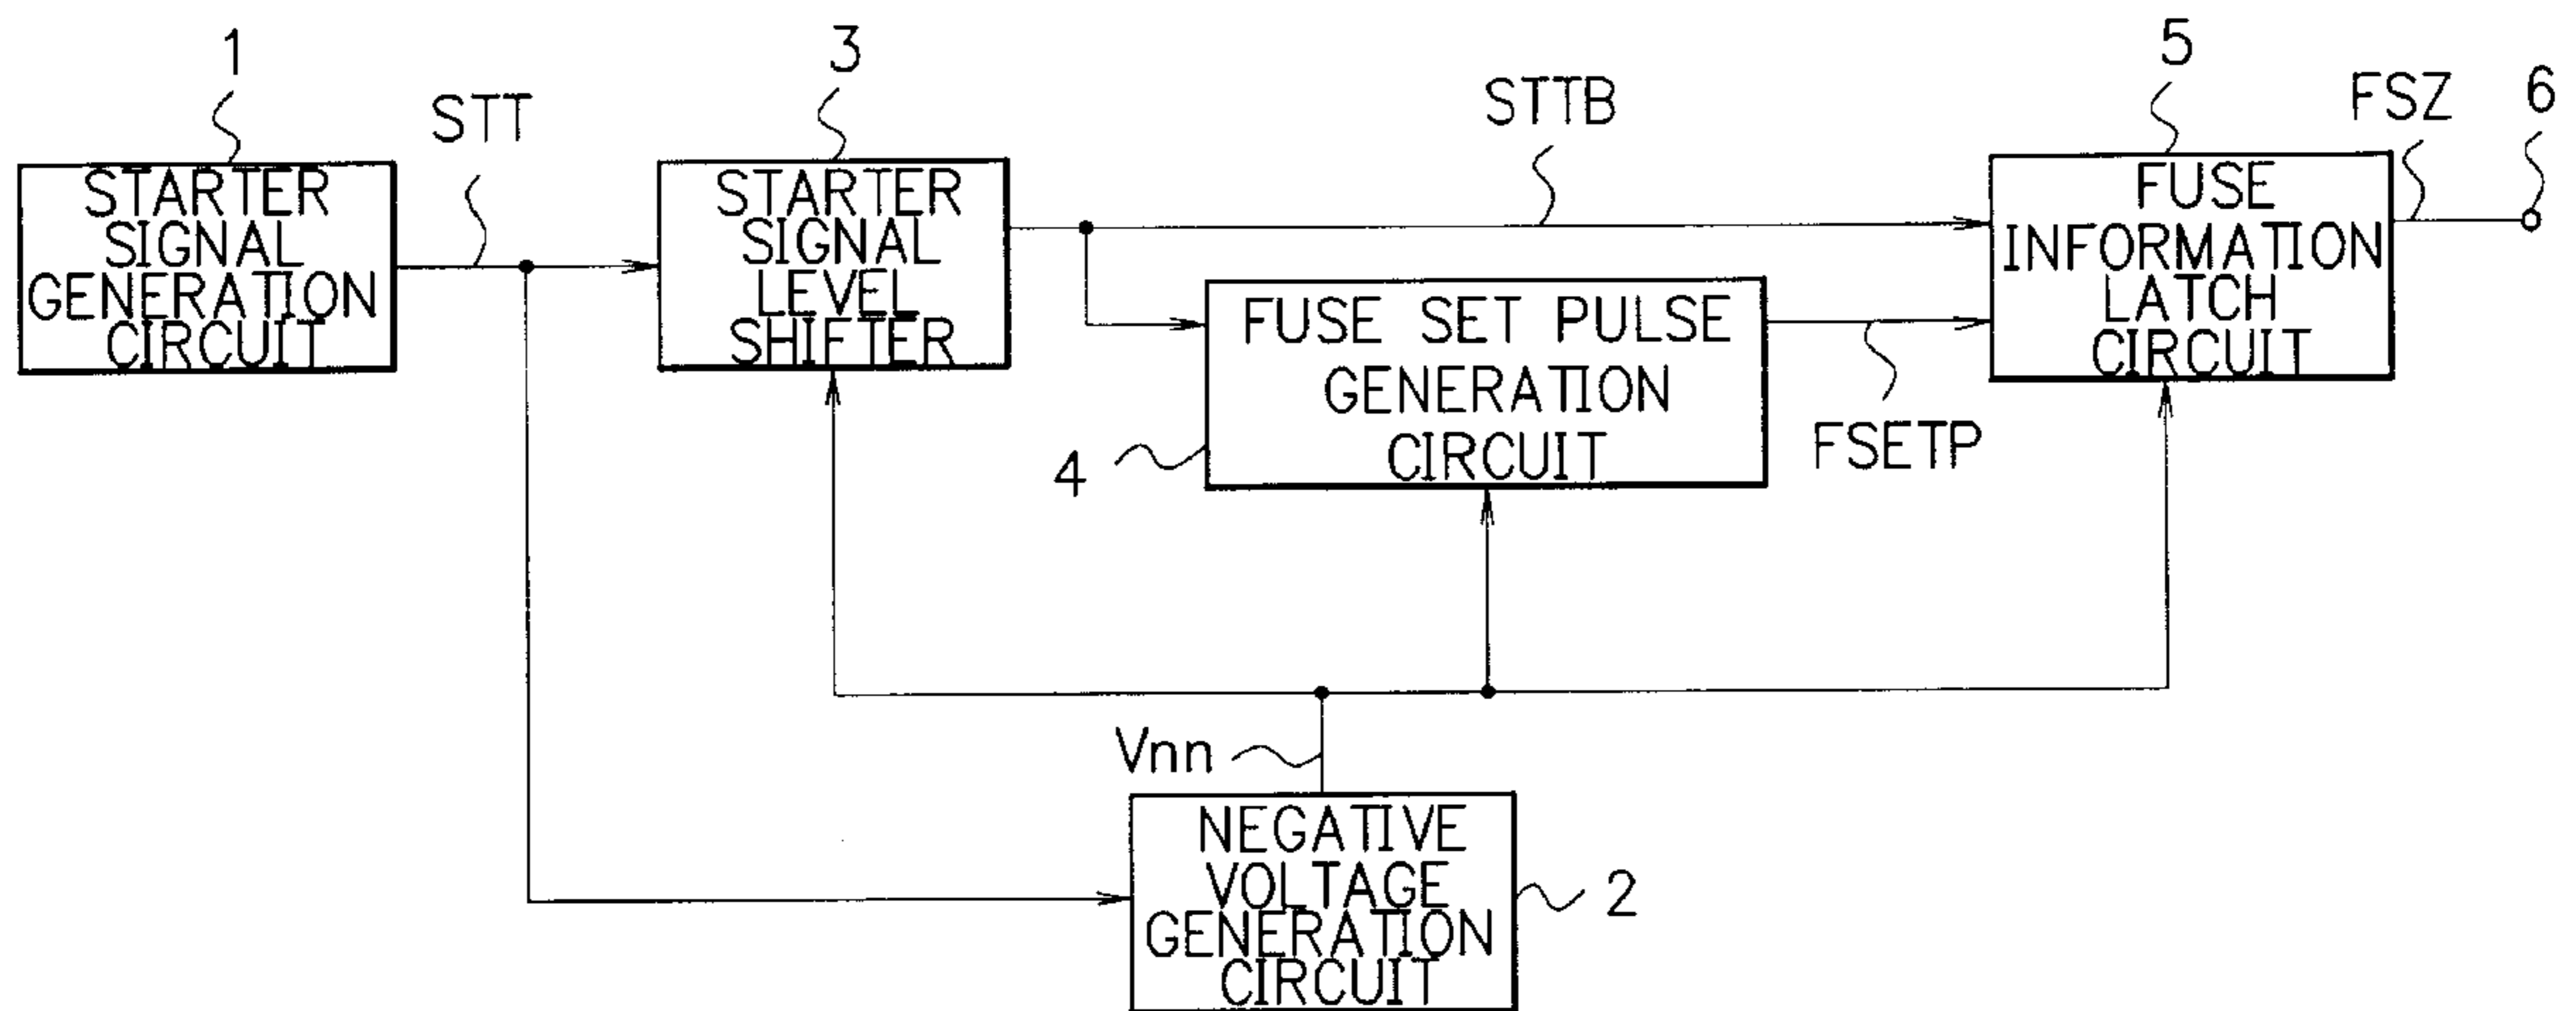 1
3
5
6
STT
STTB
FSZ
STARTER
SIGNAL
GENERATION
CIRCUIT
STARTER
SIGNAL
LEVEL
SHIFTER
FUSE
INFORMATION
LATCH
CIRCUIT
FUSE SET PULSE
GENERATION
CIRCUIT
4
FSETP
Vnn
NEGATIVE
VOLTAGE
GENERATION
CIRCUIT
2